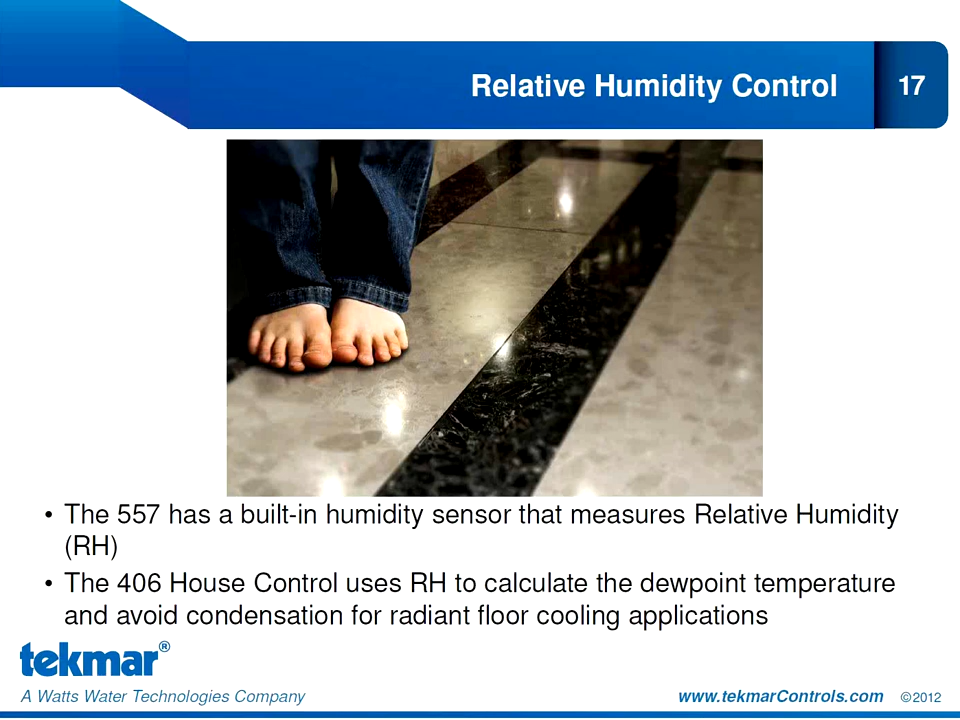 Relative Humidity Control
17
• The 557 has a built-in humidity sensor that measures Relative Humidity
(RH)
• The 406 House Control uses RH to calculate the dewpoint temperature
and avoid condensation for radiant floor cooling applications
tekmar®
A Watts Water Technologies Company
www.tekmarControls.com ©2012